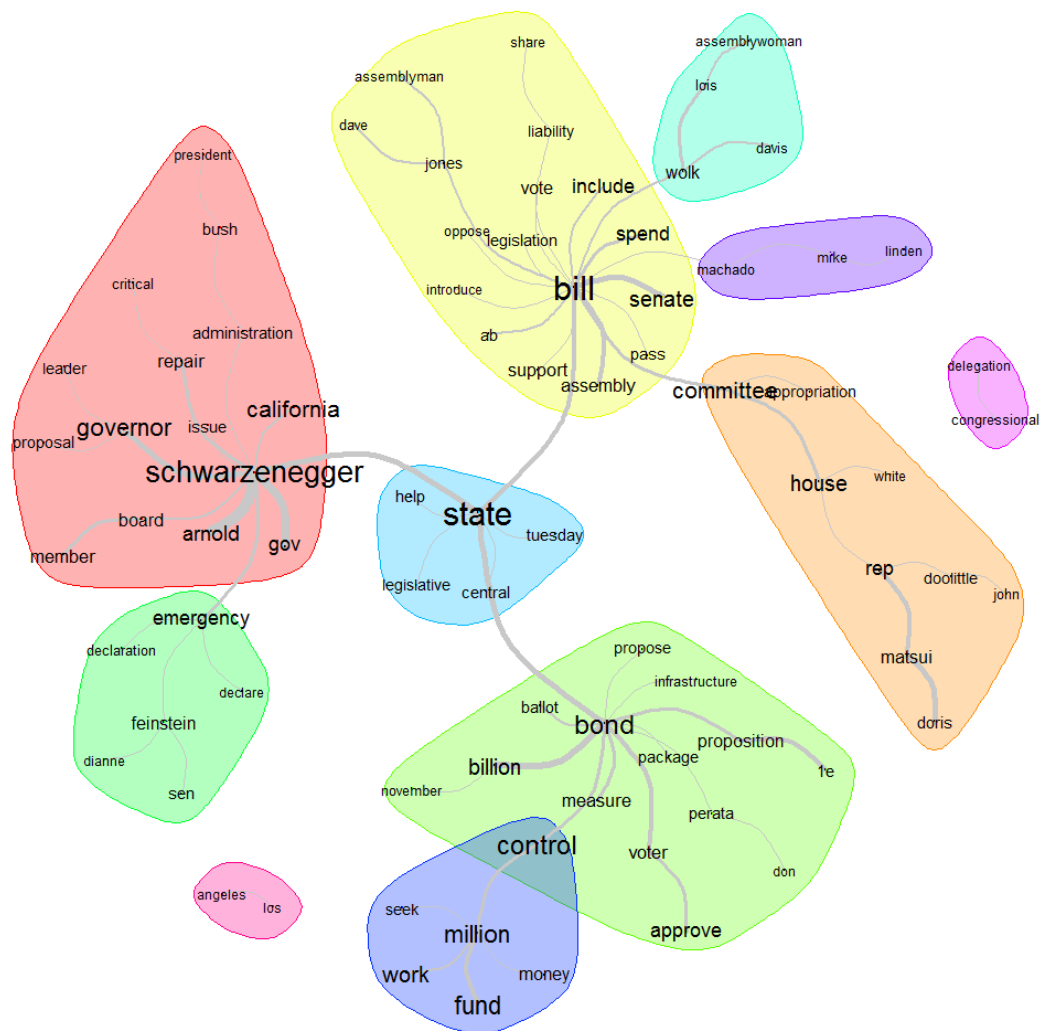 share
assemblywoman
assemblyman
lois
dave
liability
davis
president
jones
wolk
vote
include
bush
oppose
legislation
spend
linden
mike
machado
critical
introduce
bill
senate
administration
ab
pass
repair
leader
support
assembly
delegation
committee
appropriation
california
governor
issue
congressional
proposal
schwarzenegger
house
white
help
state
board
arnold
tuesday
gov
member
rep
doolittle
legislative
central
john
emergency
declaration
propose
matsui
infrastructure
declare
ballot
feinstein
bond
doris
dianne
proposition
billion
package
1e
november
sen
measure
perata
control
voter
don
angeles
los
seek
million
approve
work
money
fund